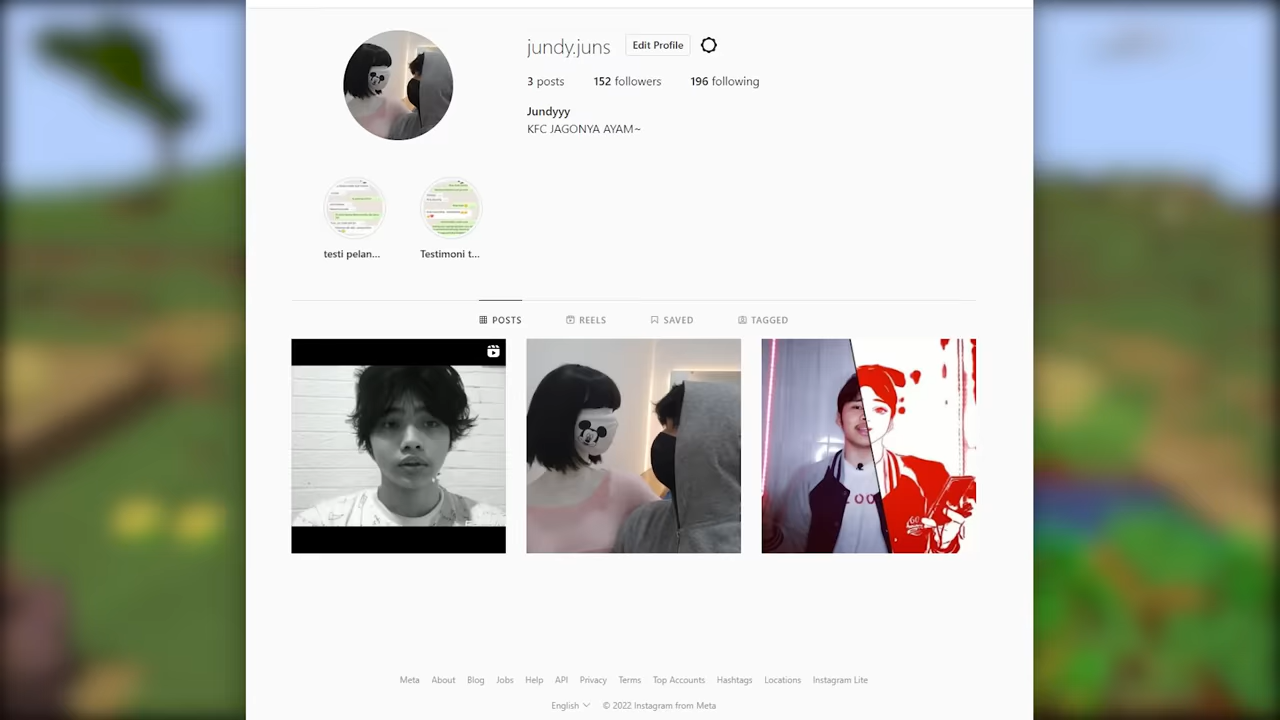 jundy.juns Edit Profile
3 posts 152 followers 196 following
Jundyyy
KFC JAGONYA AYAM~
testi pelan... Testimoni t...
POSTS REELS SAVED TAGGED
Meta About Blog Jobs Help API Privacy Terms Top Accounts Hashtags Locations Instagram Lite
English © 2022 Instagram from Meta